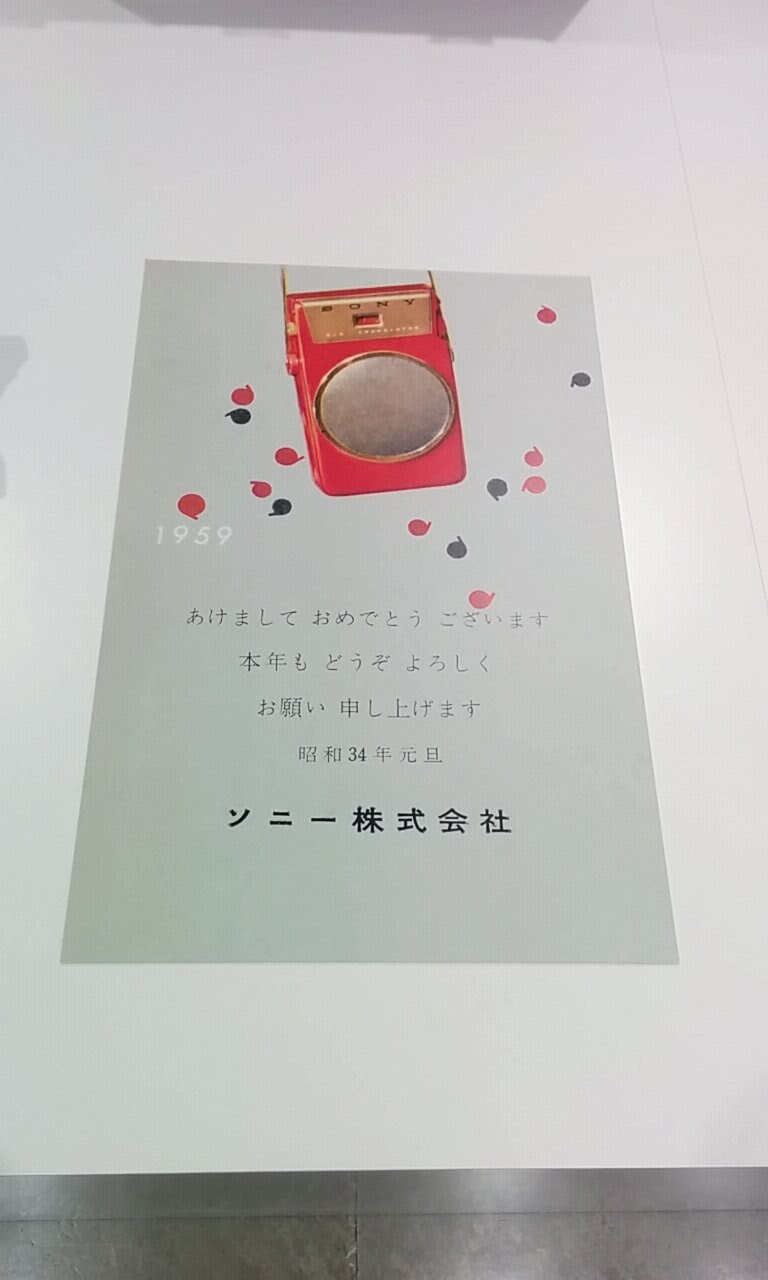 SONY
SIX TRANSISTOR
1959
あけまして おめでとう ございます
本年も どうぞ よろしく
お願い 申し上げます
昭和34年元旦
ソニー株式会社